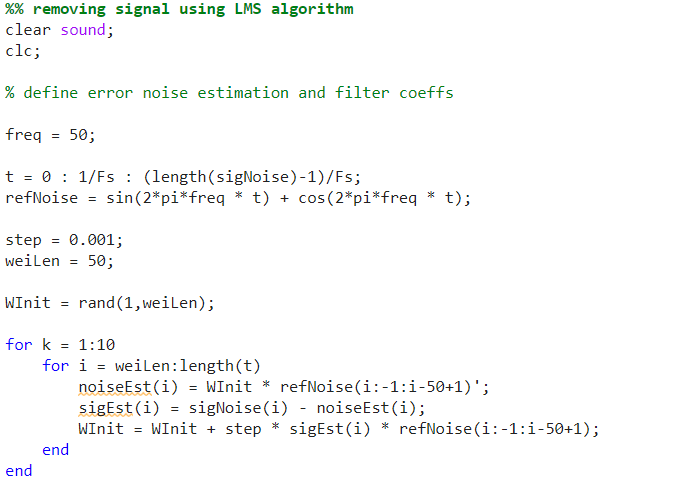 %% removing signal using LMS algorithm
clear sound;
clc;
% define error noise estimation and filter coeffs
freq = 50;
t = 0 : 1/Fs : (length(sigNoise)-1)/Fs;
refNoise = sin(2*pi*freq * t) + cos(2*pi*freq * t);
step = 0.001;
weiLen = 50;
WInit = rand(1,weiLen);
for k = 1:10
    for i = weiLen:length(t)
        noiseEst(i) = WInit * refNoise(i:-1:i-50+1)';
        sigEst(i) = sigNoise(i) - noiseEst(i);
        WInit = WInit + step * sigEst(i) * refNoise(i:-1:i-50+1);
    end
end